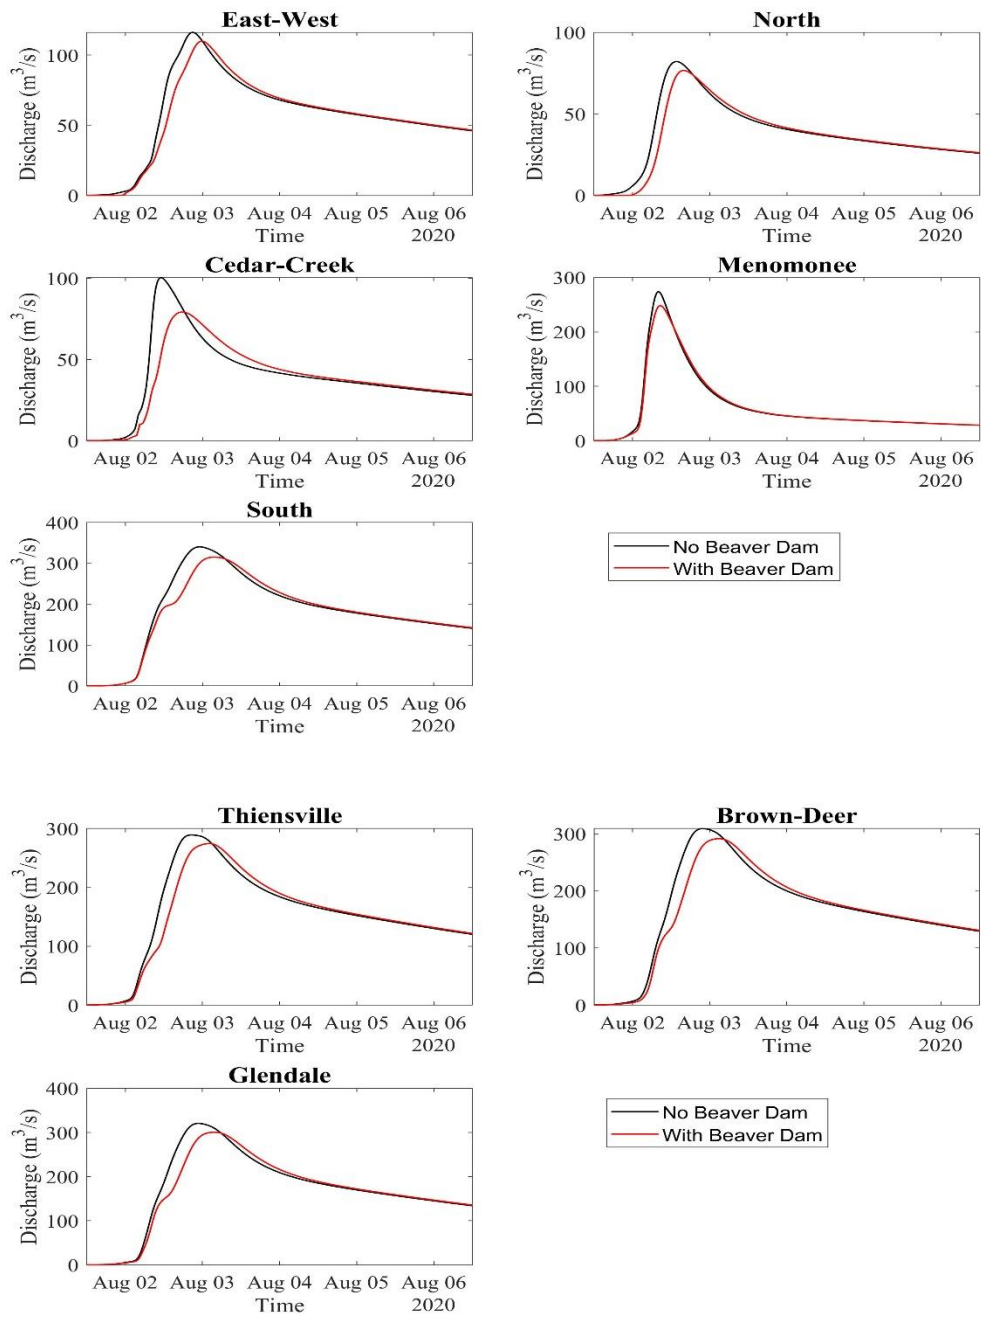 East-West
Discharge (m³/s)
100
50
0
Aug 02 Aug 03 Aug 04 Aug 05 Aug 06
Time 2020
North
Discharge (m³/s)
100
50
0
Aug 02 Aug 03 Aug 04 Aug 05 Aug 06
Time 2020
Cedar-Creek
Discharge (m³/s)
100
50
0
Aug 02 Aug 03 Aug 04 Aug 05 Aug 06
Time 2020
Menomonee
Discharge (m³/s)
300
200
100
0
Aug 02 Aug 03 Aug 04 Aug 05 Aug 06
Time 2020
South
Discharge (m³/s)
400
300
200
100
0
Aug 02 Aug 03 Aug 04 Aug 05 Aug 06
Time 2020
No Beaver Dam
With Beaver Dam
Thiensville
Discharge (m³/s)
300
200
100
0
Aug 02 Aug 03 Aug 04 Aug 05 Aug 06
Time 2020
Brown-Deer
Discharge (m³/s)
300
200
100
0
Aug 02 Aug 03 Aug 04 Aug 05 Aug 06
Time 2020
Glendale
Discharge (m³/s)
400
300
200
100
0
Aug 02 Aug 03 Aug 04 Aug 05 Aug 06
Time 2020
No Beaver Dam
With Beaver Dam